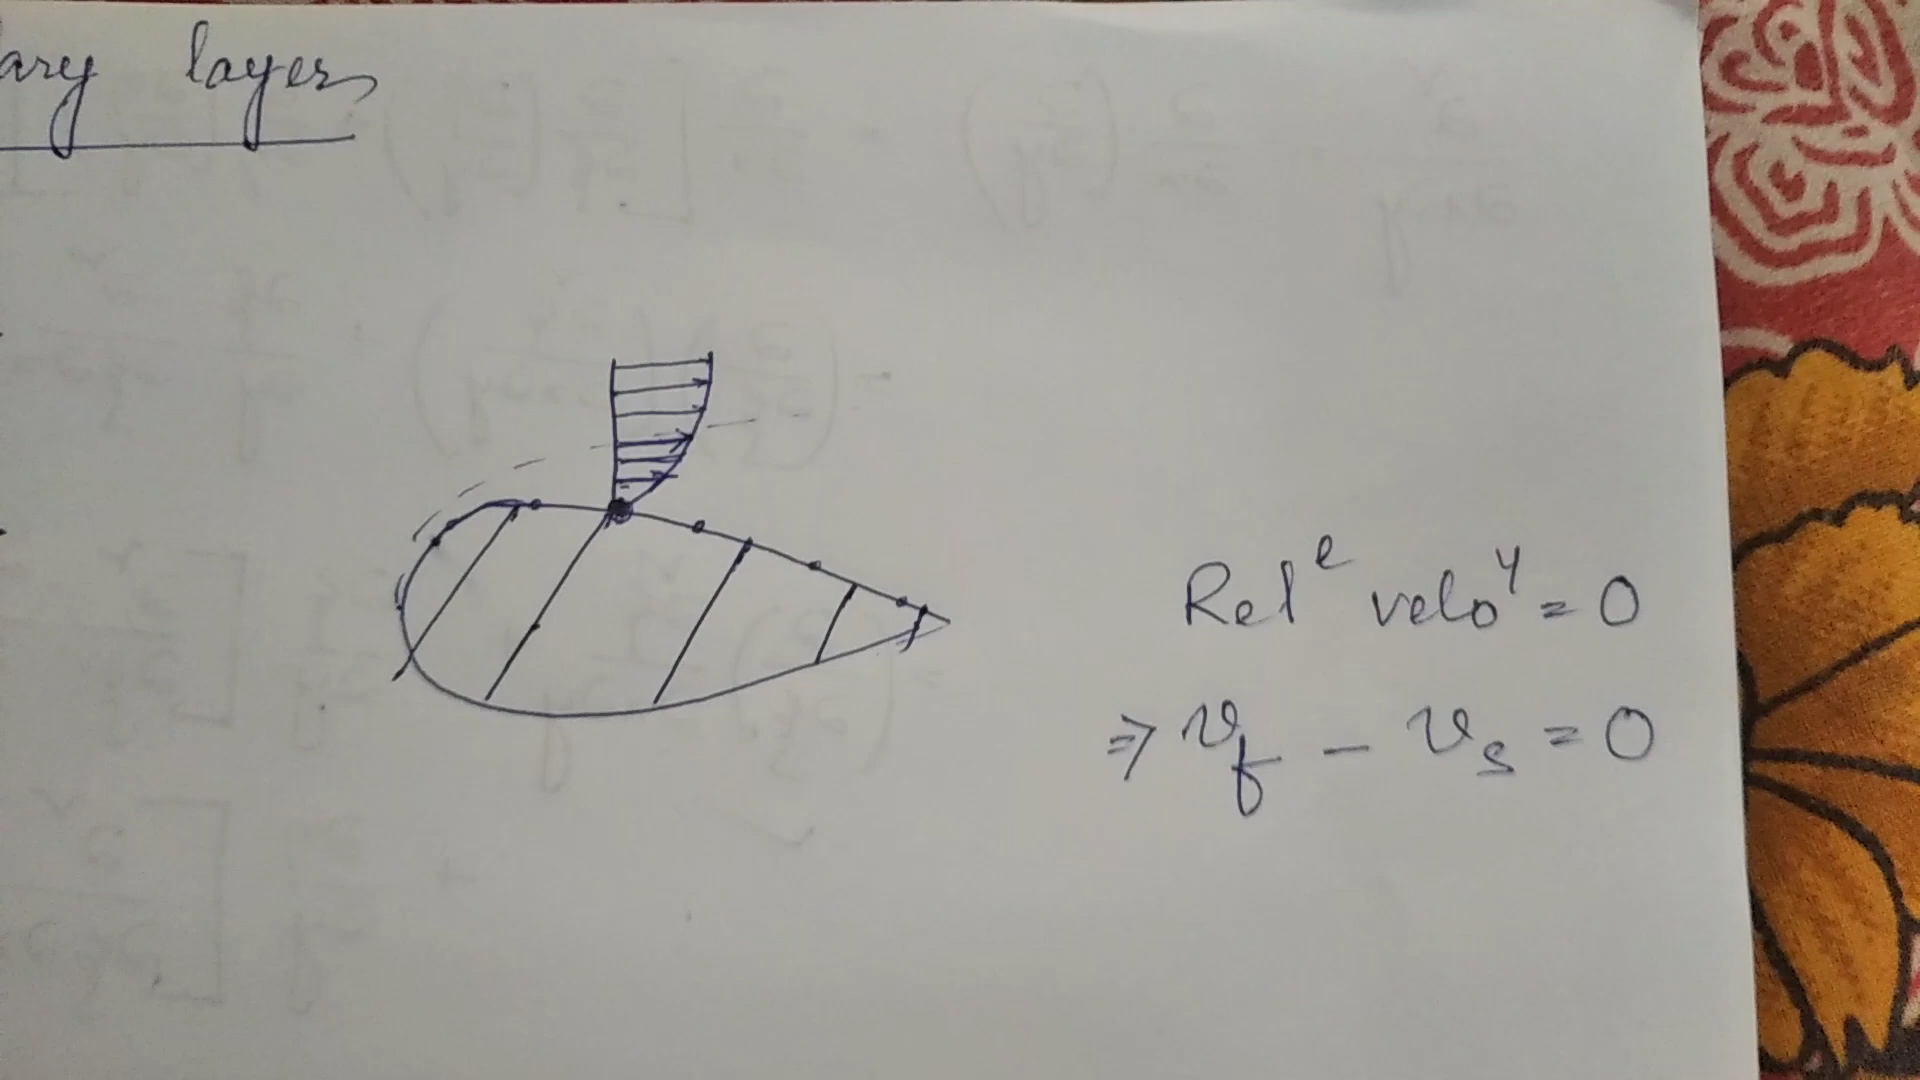 ary layer
Relᵉ veloʸ = 0
⇒ v_f - v_s = 0